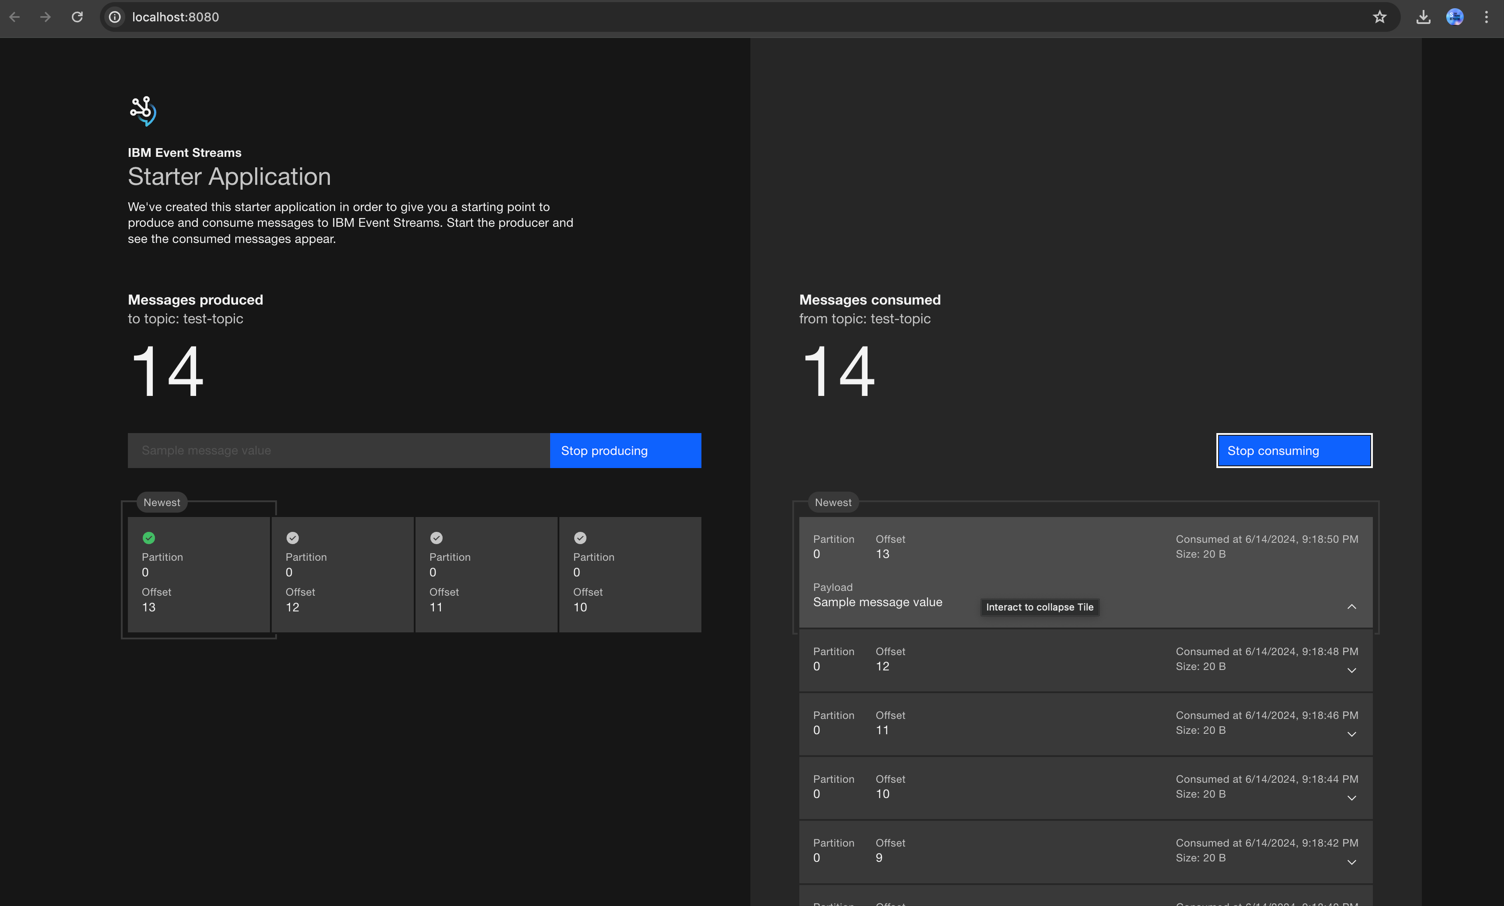 localhost:8080
IBM Event Streams
Starter Application
We've created this starter application in order to give you a starting point to
produce and consume messages to IBM Event Streams. Start the producer and
see the consumed messages appear.
Messages produced
to topic: test-topic
14
Sample message value
Stop producing
Newest
Partition
0
Offset
13
Partition
0
Offset
12
Partition
0
Offset
11
Partition
0
Offset
10
Messages consumed
from topic: test-topic
14
Stop consuming
Newest
Partition Offset Consumed at 6/14/2024, 9:18:50 PM
0 13 Size: 20 B
Payload
Sample message value
Interact to collapse Tile
Partition Offset Consumed at 6/14/2024, 9:18:48 PM
0 12 Size: 20 B
Partition Offset Consumed at 6/14/2024, 9:18:46 PM
0 11 Size: 20 B
Partition Offset Consumed at 6/14/2024, 9:18:44 PM
0 10 Size: 20 B
Partition Offset Consumed at 6/14/2024, 9:18:42 PM
0 9 Size: 20 B